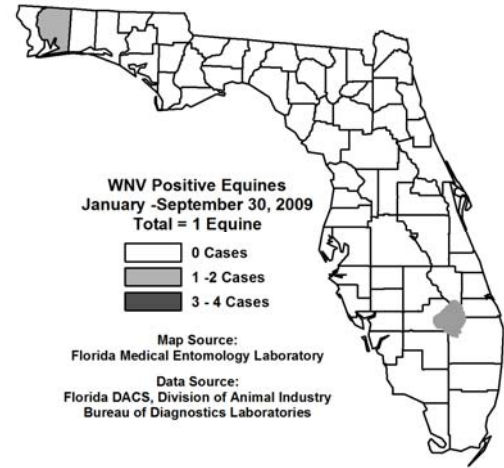 WNV Positive Equines
January -September 30, 2009
Total = 1 Equine
0 Cases
1 -2 Cases
3 - 4 Cases
Map Source:
Florida Medical Entomology Laboratory
Data Source:
Florida DACS, Division of Animal Industry
Bureau of Diagnostics Laboratories